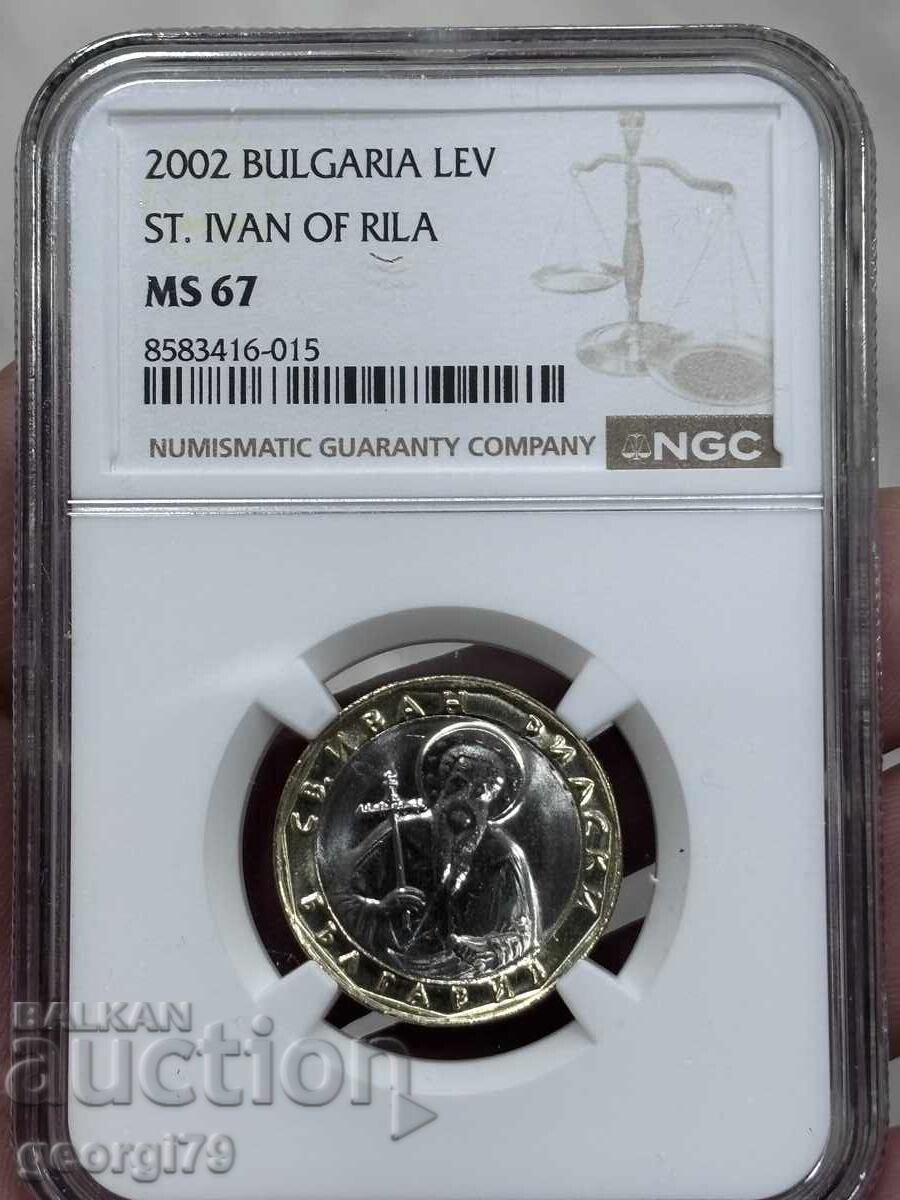 2002 BULGARIA LEV
ST. IVAN OF RILA
MS 67
8583416-015
NUMISMATIC GUARANTY COMPANY
NGC
СВ. ИВАН РИЛСКИ
БЪЛГАРИЯ
BALKAN
auction
georgi79